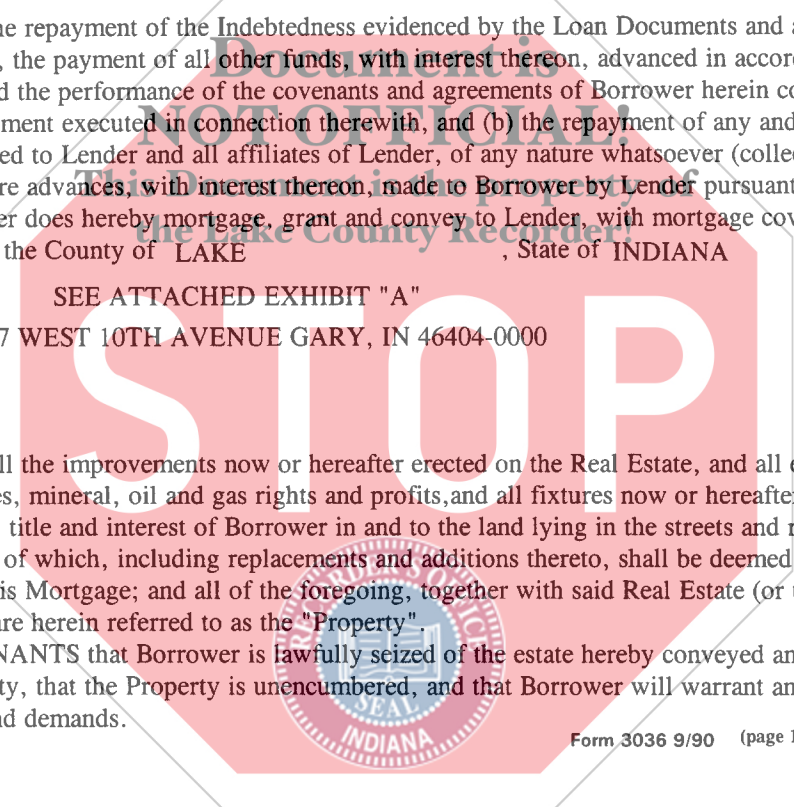 ne repayment of the Indebtedness evidenced by the Loan Documents and a
Document is
, the payment of all other funds, with interest thereon, advanced in accor
d the performance of the covenants and agreements of Borrower herein co
NOT OFFICIAL!
ment executed in connection therewith, and (b) the repayment of any and
ed to Lender and all affiliates of Lender, of any nature whatsoever (collec
This Document is the property of
re advances, with interest thereon, made to Borrower by Lender pursuant
er does hereby mortgage, grant and convey to Lender, with mortgage cov
the Lake County Recorder!
the County of LAKE , State of INDIANA
SEE ATTACHED EXHIBIT "A"
7 WEST 10TH AVENUE GARY, IN 46404-0000
STOP
ll the improvements now or hereafter erected on the Real Estate, and all e
es, mineral, oil and gas rights and profits,and all fixtures now or hereafter
, title and interest of Borrower in and to the land lying in the streets and r
of which, including replacements and additions thereto, shall be deemed
is Mortgage; and all of the foregoing, together with said Real Estate (or t
are herein referred to as the "Property".
NANTS that Borrower is lawfully seized of the estate hereby conveyed an
ty, that the Property is unencumbered, and that Borrower will warrant an
nd demands.
RECORDER'S OFFICE
SEAL
INDIANA
Form 3036 9/90 (page 1